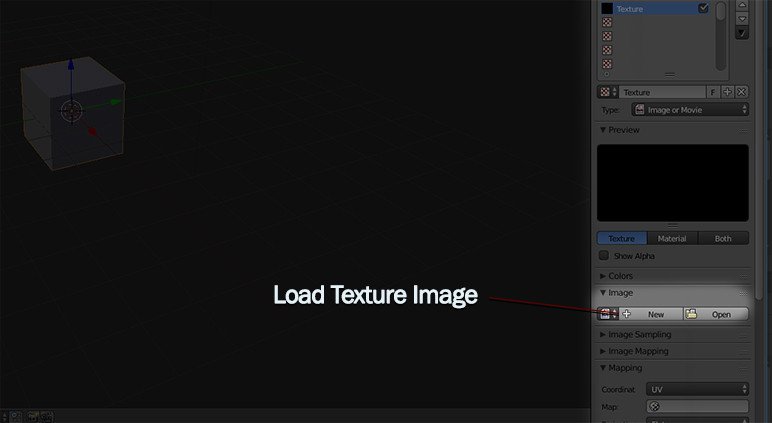 Texture
Texture F
Type: Image or Movie
Preview
Texture Material Both
Show Alpha
Colors
Load Texture Image
Image
New Open
Image Sampling
Image Mapping
Mapping
Coordinat UV
Map: